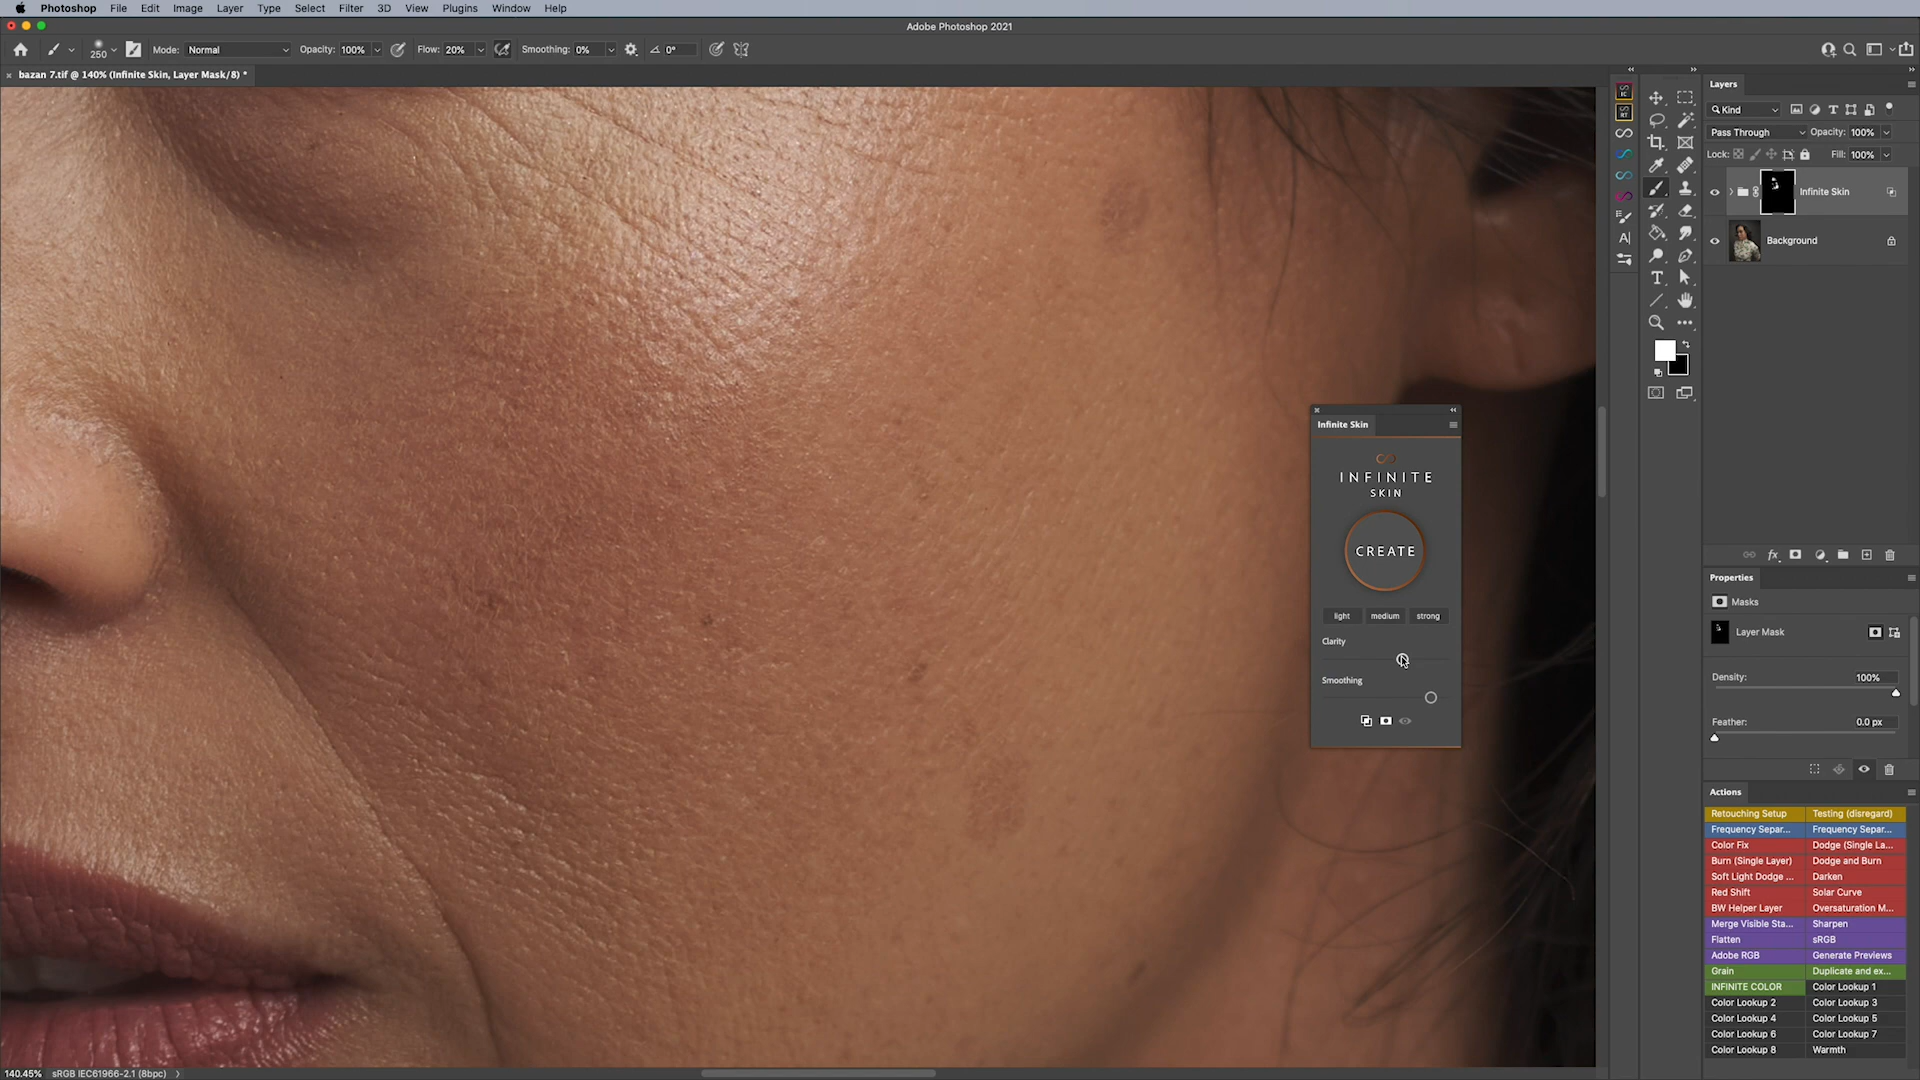 Photoshop File Edit Image Layer Type Select Filter 3D View Plugins Window Help
Adobe Photoshop 2021
250 Mode: Normal Opacity: 100% Flow: 20% Smoothing: 0% 0°
bazan 7.tif @ 140% (Infinite Skin, Layer Mask/8) *
Layers
Kind
Pass Through Opacity: 100%
Lock: Fill: 100%
Infinite Skin
Background
Infinite Skin
INFINITE
SKIN
CREATE
light medium strong
Clarity
Smoothing
Properties
Masks
Layer Mask
Density: 100%
Feather: 0.0 px
Actions
Retouching Setup Testing (disregard)
Frequency Separ... Frequency Separ...
Color Fix Dodge (Single La...
Burn (Single Layer) Dodge and Burn
Soft Light Dodge ... Darken
Red Shift Solar Curve
BW Helper Layer Oversaturation M...
Merge Visible Sta... Sharpen
Flatten sRGB
Adobe RGB Generate Previews
Grain Duplicate and ex...
INFINITE COLOR Color Lookup 1
Color Lookup 2 Color Lookup 3
Color Lookup 4 Color Lookup 5
Color Lookup 6 Color Lookup 7
Color Lookup 8 Warmth
140.45% sRGB IEC61966-2.1 (8bpc)